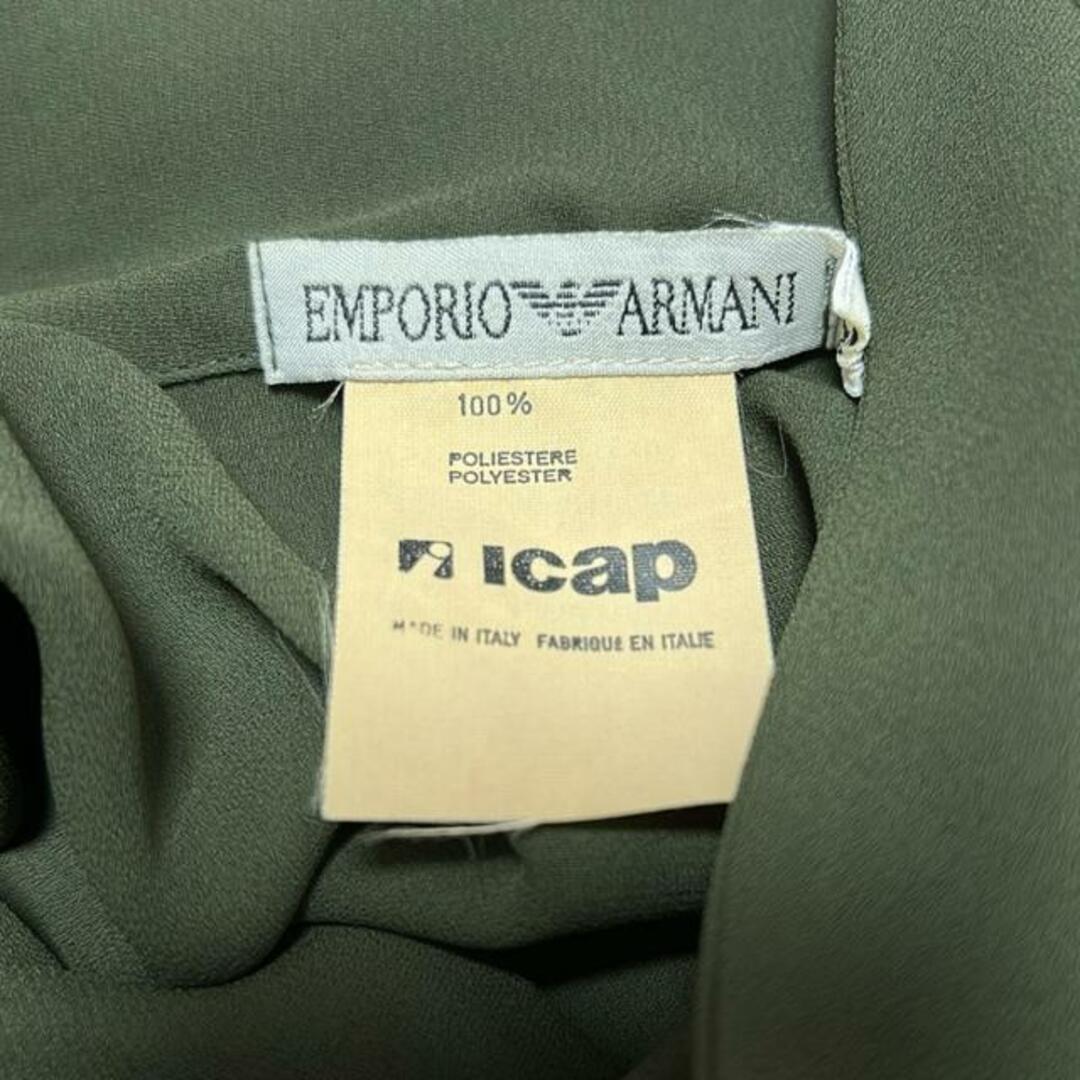 EMPORIO ARMANI
100%
POLIESTERE
POLYESTER
Icap
MADE IN ITALY FABRIQUE EN ITALIE